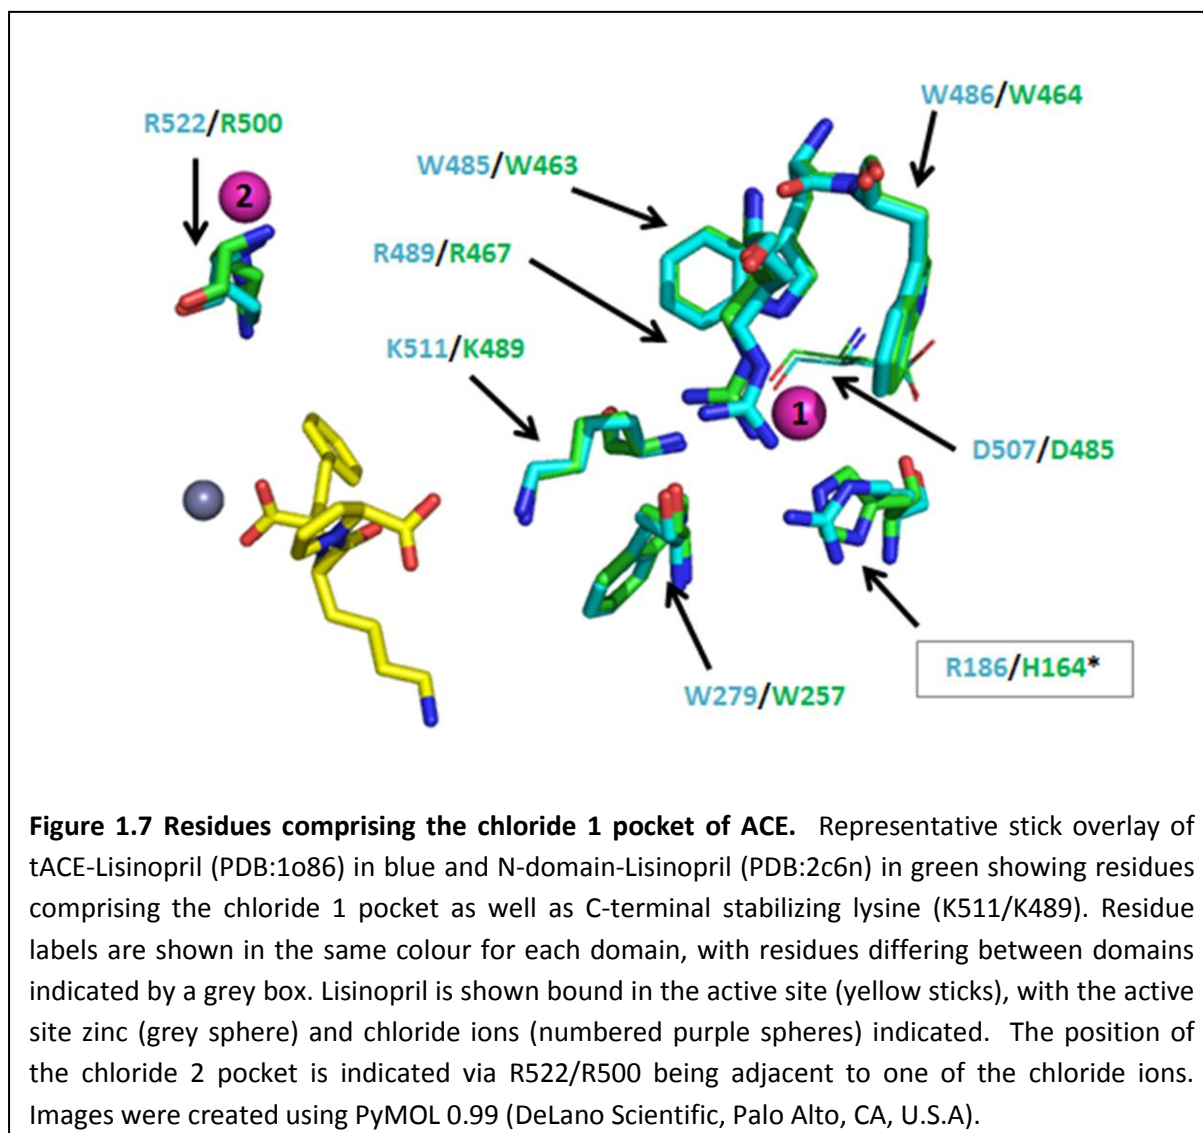 W486/W464
R522/R500
2
W485/W463
R489/R467
K511/K489
1
D507/D485
R186/H164*
W279/W257
Figure 1.7 Residues comprising the chloride 1 pocket of ACE. Representative stick overlay of
tACE-Lisinopril (PDB:1o86) in blue and N-domain-Lisinopril (PDB:2c6n) in green showing residues
comprising the chloride 1 pocket as well as C-terminal stabilizing lysine (K511/K489). Residue
labels are shown in the same colour for each domain, with residues differing between domains
indicated by a grey box. Lisinopril is shown bound in the active site (yellow sticks), with the active
site zinc (grey sphere) and chloride ions (numbered purple spheres) indicated. The position of
the chloride 2 pocket is indicated via R522/R500 being adjacent to one of the chloride ions.
Images were created using PyMOL 0.99 (DeLano Scientific, Palo Alto, CA, U.S.A).